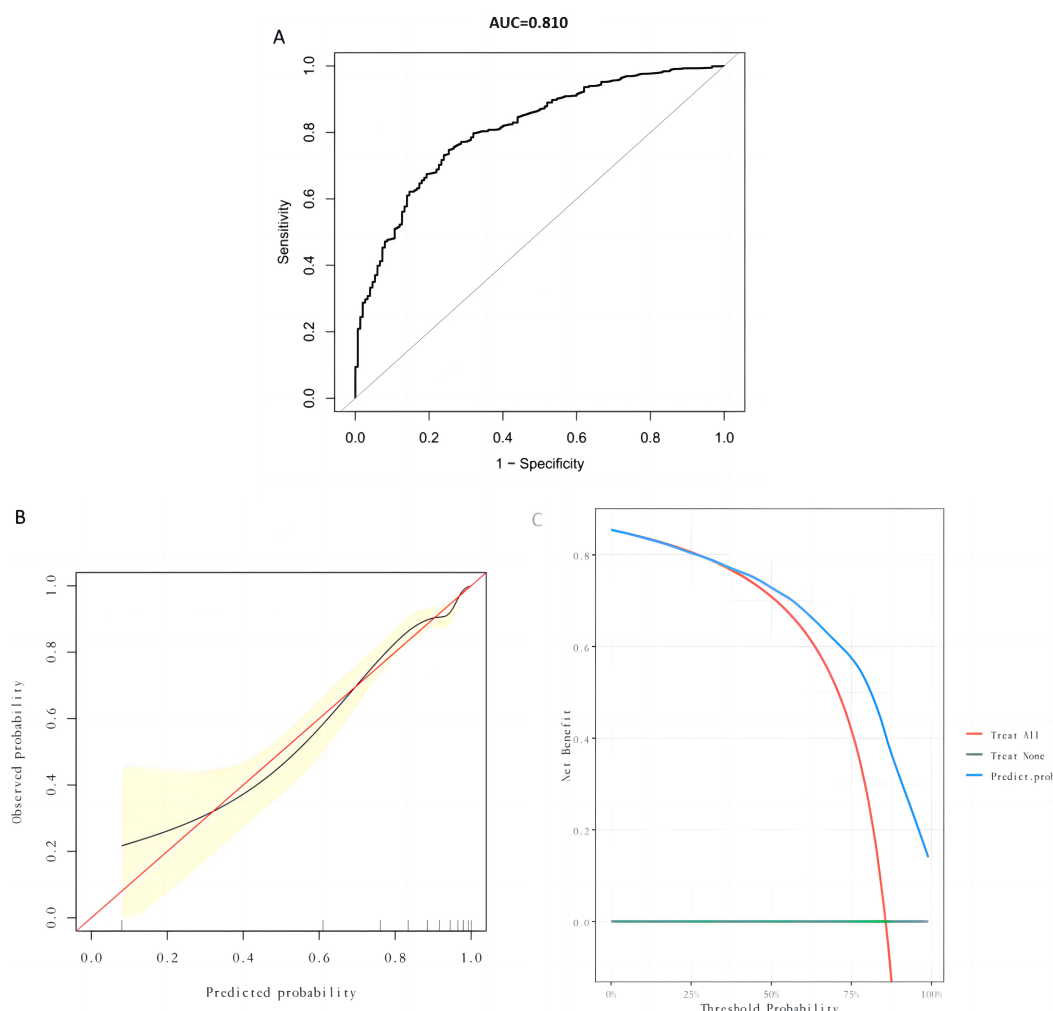 AUC=0.810
A
1.0
0.8
0.6
0.4
0.2
0.0
Sensitivity
0.0 0.2 0.4 0.6 0.8 1.0
1 − Specificity
B
1.0
0.8
0.6
0.4
0.2
0.0
Observed probability
0.0 0.2 0.4 0.6 0.8 1.0
Predicted probability
C
0.8
0.6
0.4
0.2
0.0
Net Benefit
0% 25% 50% 75% 100%
Threshold Probability
Treat All
Treat None
Predict.prob